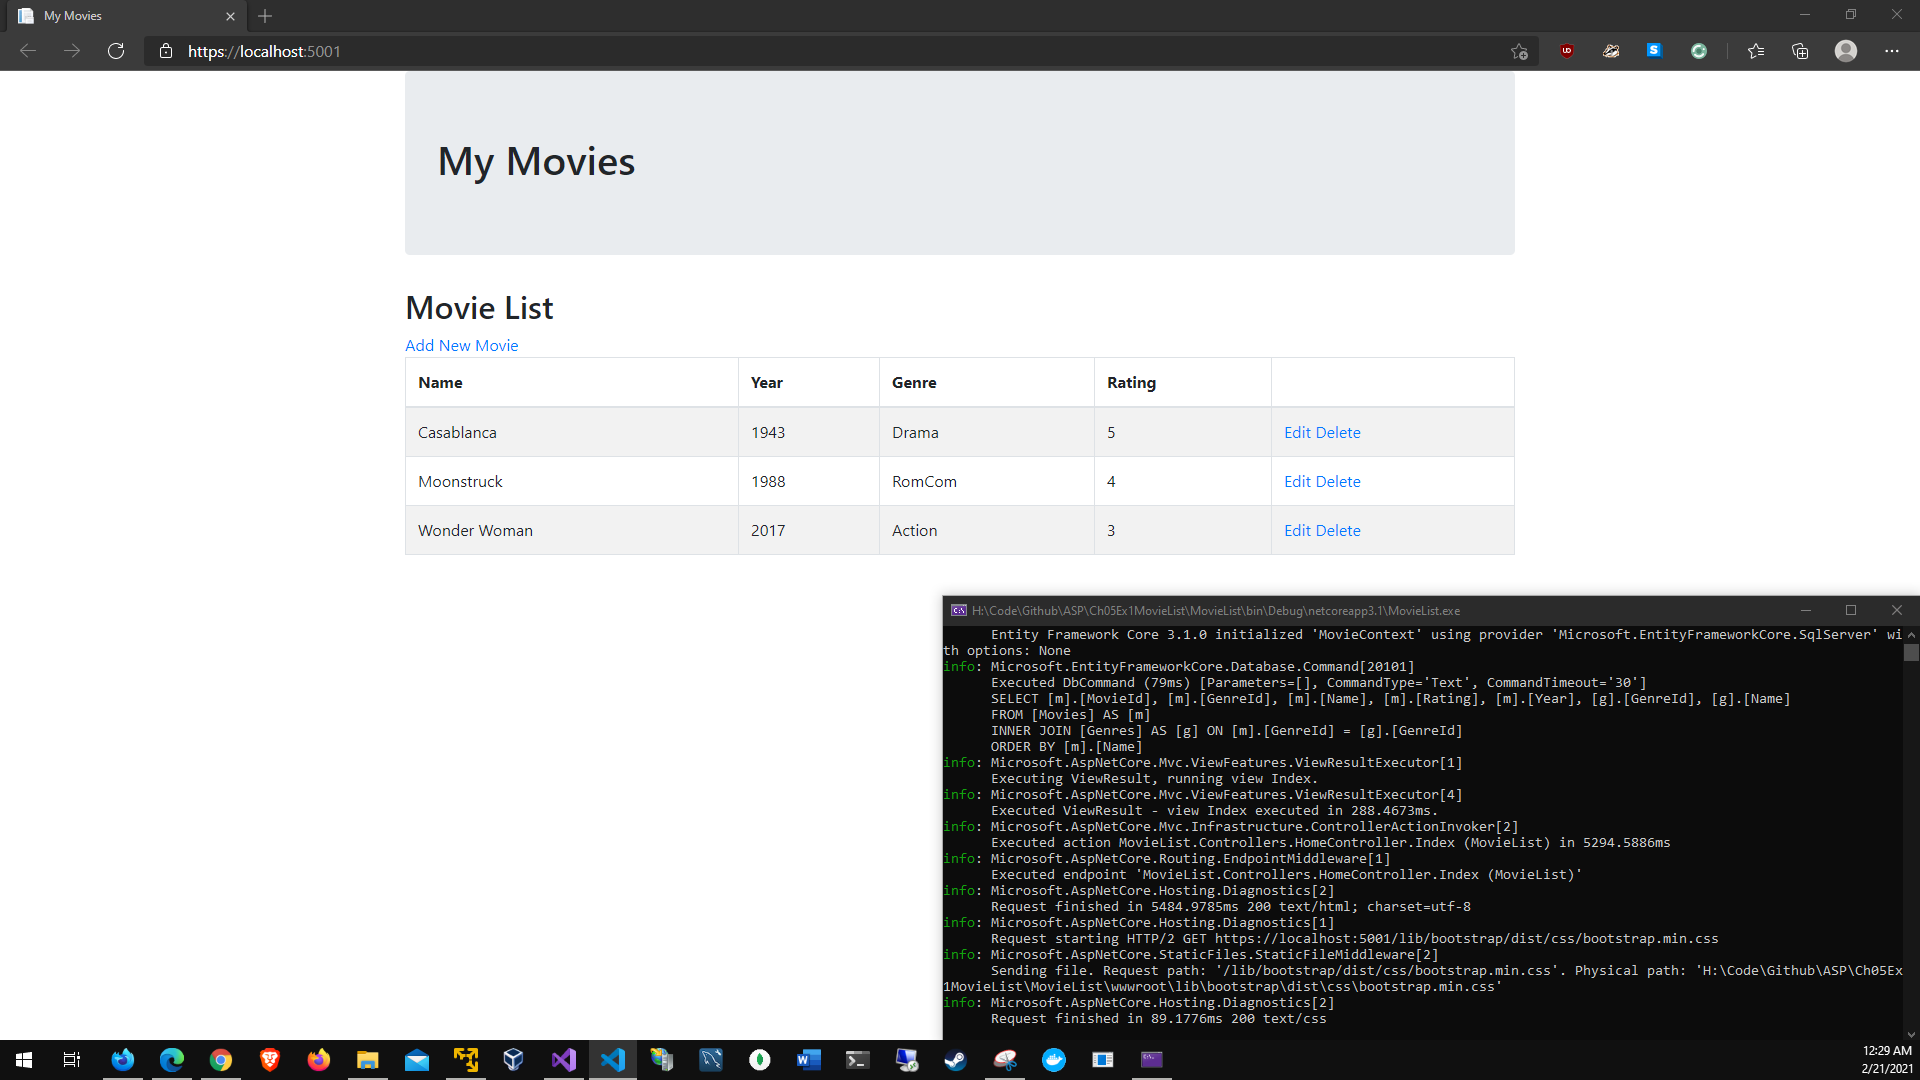 My Movies
https://localhost:5001
My Movies
Movie List
Add New Movie
Name Year Genre Rating
Casablanca 1943 Drama 5 Edit Delete
Moonstruck 1988 RomCom 4 Edit Delete
Wonder Woman 2017 Action 3 Edit Delete
H:\Code\Github\ASP\Ch05Ex1MovieList\MovieList\bin\Debug\netcoreapp3.1\MovieList.exe
Entity Framework Core 3.1.0 initialized 'MovieContext' using provider 'Microsoft.EntityFrameworkCore.SqlServer' wi
th options: None
info: Microsoft.EntityFrameworkCore.Database.Command[20101]
Executed DbCommand (79ms) [Parameters=[], CommandType='Text', CommandTimeout='30']
SELECT [m].[MovieId], [m].[GenreId], [m].[Name], [m].[Rating], [m].[Year], [g].[GenreId], [g].[Name]
FROM [Movies] AS [m]
INNER JOIN [Genres] AS [g] ON [m].[GenreId] = [g].[GenreId]
ORDER BY [m].[Name]
info: Microsoft.AspNetCore.Mvc.ViewFeatures.ViewResultExecutor[1]
Executing ViewResult, running view Index.
info: Microsoft.AspNetCore.Mvc.ViewFeatures.ViewResultExecutor[4]
Executed ViewResult - view Index executed in 288.4673ms.
info: Microsoft.AspNetCore.Mvc.Infrastructure.ControllerActionInvoker[2]
Executed action MovieList.Controllers.HomeController.Index (MovieList) in 5294.5886ms
info: Microsoft.AspNetCore.Routing.EndpointMiddleware[1]
Executed endpoint 'MovieList.Controllers.HomeController.Index (MovieList)'
info: Microsoft.AspNetCore.Hosting.Diagnostics[2]
Request finished in 5484.9785ms 200 text/html; charset=utf-8
info: Microsoft.AspNetCore.Hosting.Diagnostics[1]
Request starting HTTP/2 GET https://localhost:5001/lib/bootstrap/dist/css/bootstrap.min.css
info: Microsoft.AspNetCore.StaticFiles.StaticFileMiddleware[2]
Sending file. Request path: '/lib/bootstrap/dist/css/bootstrap.min.css'. Physical path: 'H:\Code\Github\ASP\Ch05Ex
1MovieList\MovieList\wwwroot\lib\bootstrap\dist\css\bootstrap.min.css'
info: Microsoft.AspNetCore.Hosting.Diagnostics[2]
Request finished in 89.1776ms 200 text/css
12:29 AM
2/21/2021